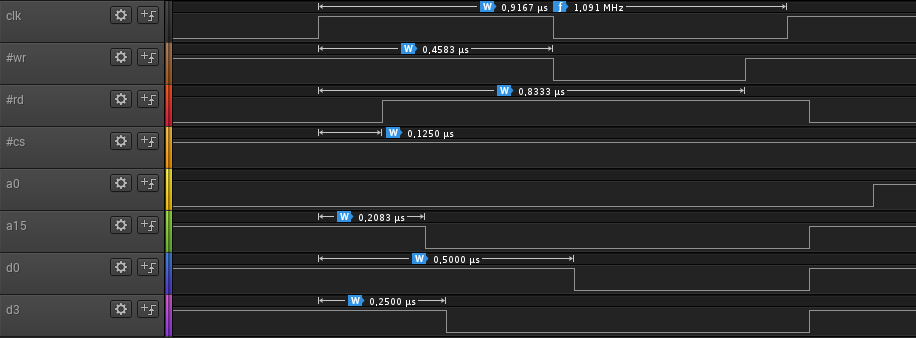 clk W 0,9167 µs f 1,091 MHz
#wr W 0,4583 µs
#rd W 0,8333 µs
#cs W 0,1250 µs
a0
a15 W 0,2083 µs
d0 W 0,5000 µs
d3 W 0,2500 µs